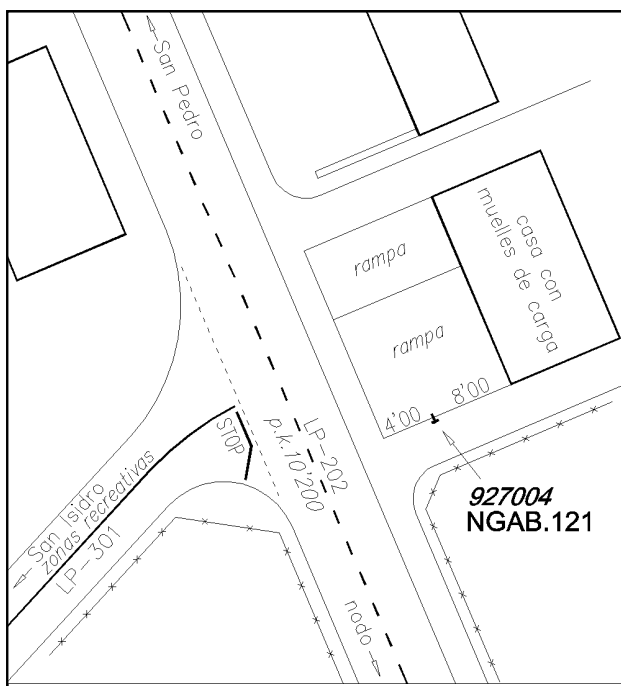 San Pedro
casa con
muelles de carga
rampa
rampa
8'00
4'00
STOP
LP-202
p.k.10'200
927004
NGAB.121
San Isidro
zonas recreativas
LP-301
nodo